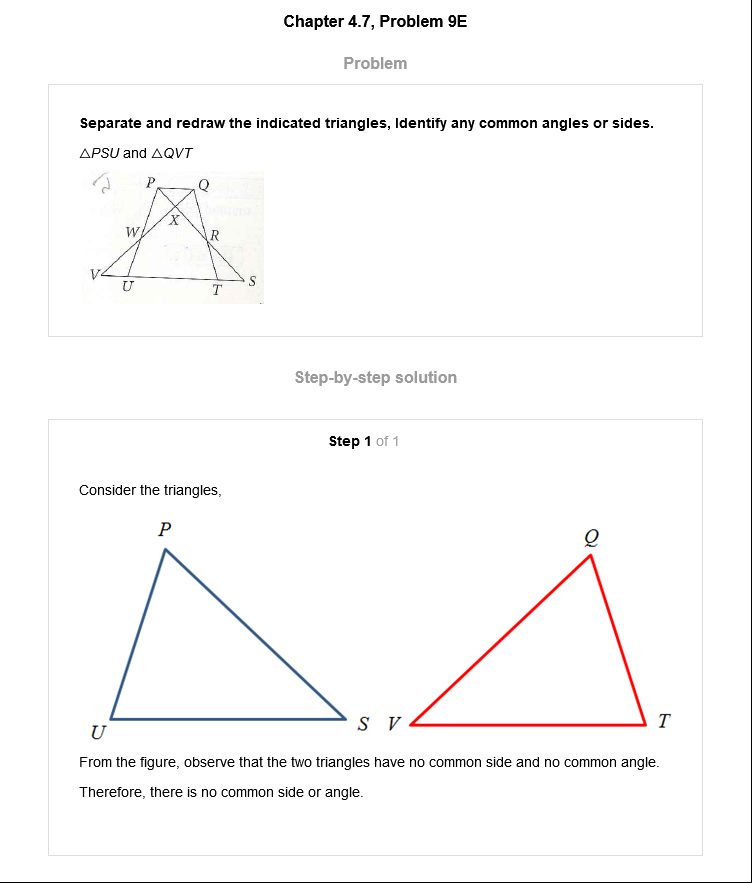 Chapter 4.7, Problem 9E
Problem
Separate and redraw the indicated triangles, Identify any common angles or sides.
△PSU and △QVT
P Q
X
W R
V S
U T
Step-by-step solution
Step 1 of 1
Consider the triangles,
P Q
U S V T
From the figure, observe that the two triangles have no common side and no common angle.
Therefore, there is no common side or angle.